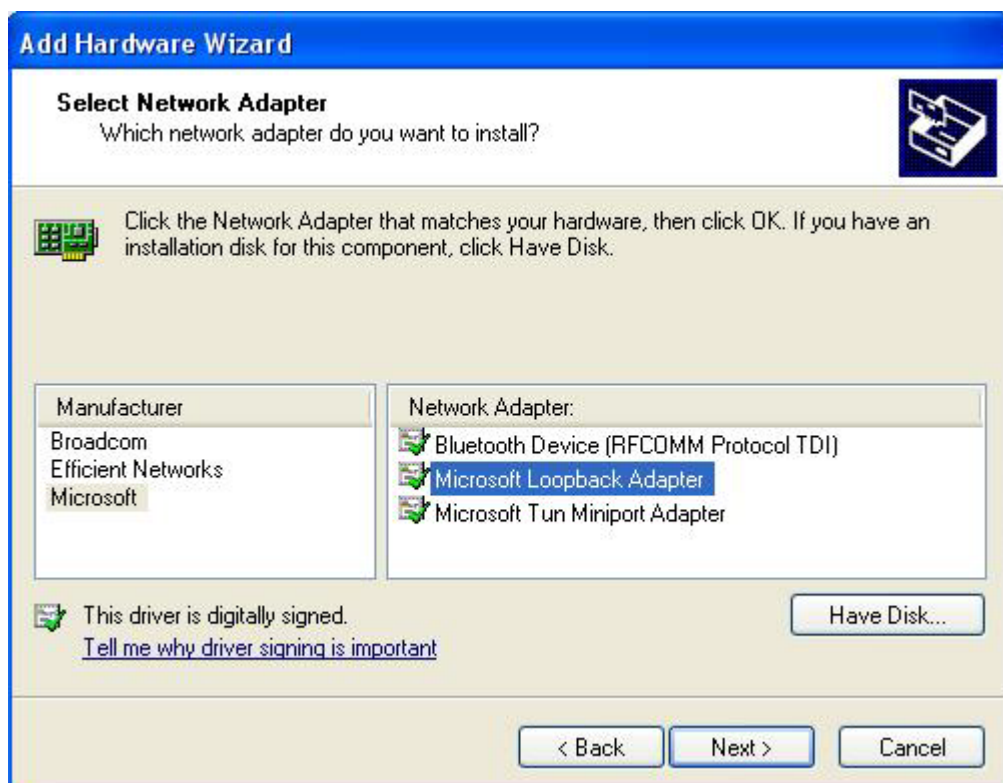 Add Hardware Wizard
Select Network Adapter
Which network adapter do you want to install?
Click the Network Adapter that matches your hardware, then click OK. If you have an
installation disk for this component, click Have Disk.
Manufacturer
Broadcom
Efficient Networks
Microsoft
Network Adapter:
Bluetooth Device (RFCOMM Protocol TDI)
Microsoft Loopback Adapter
Microsoft Tun Miniport Adapter
This driver is digitally signed.
Tell me why driver signing is important
Have Disk...
< Back
Next >
Cancel